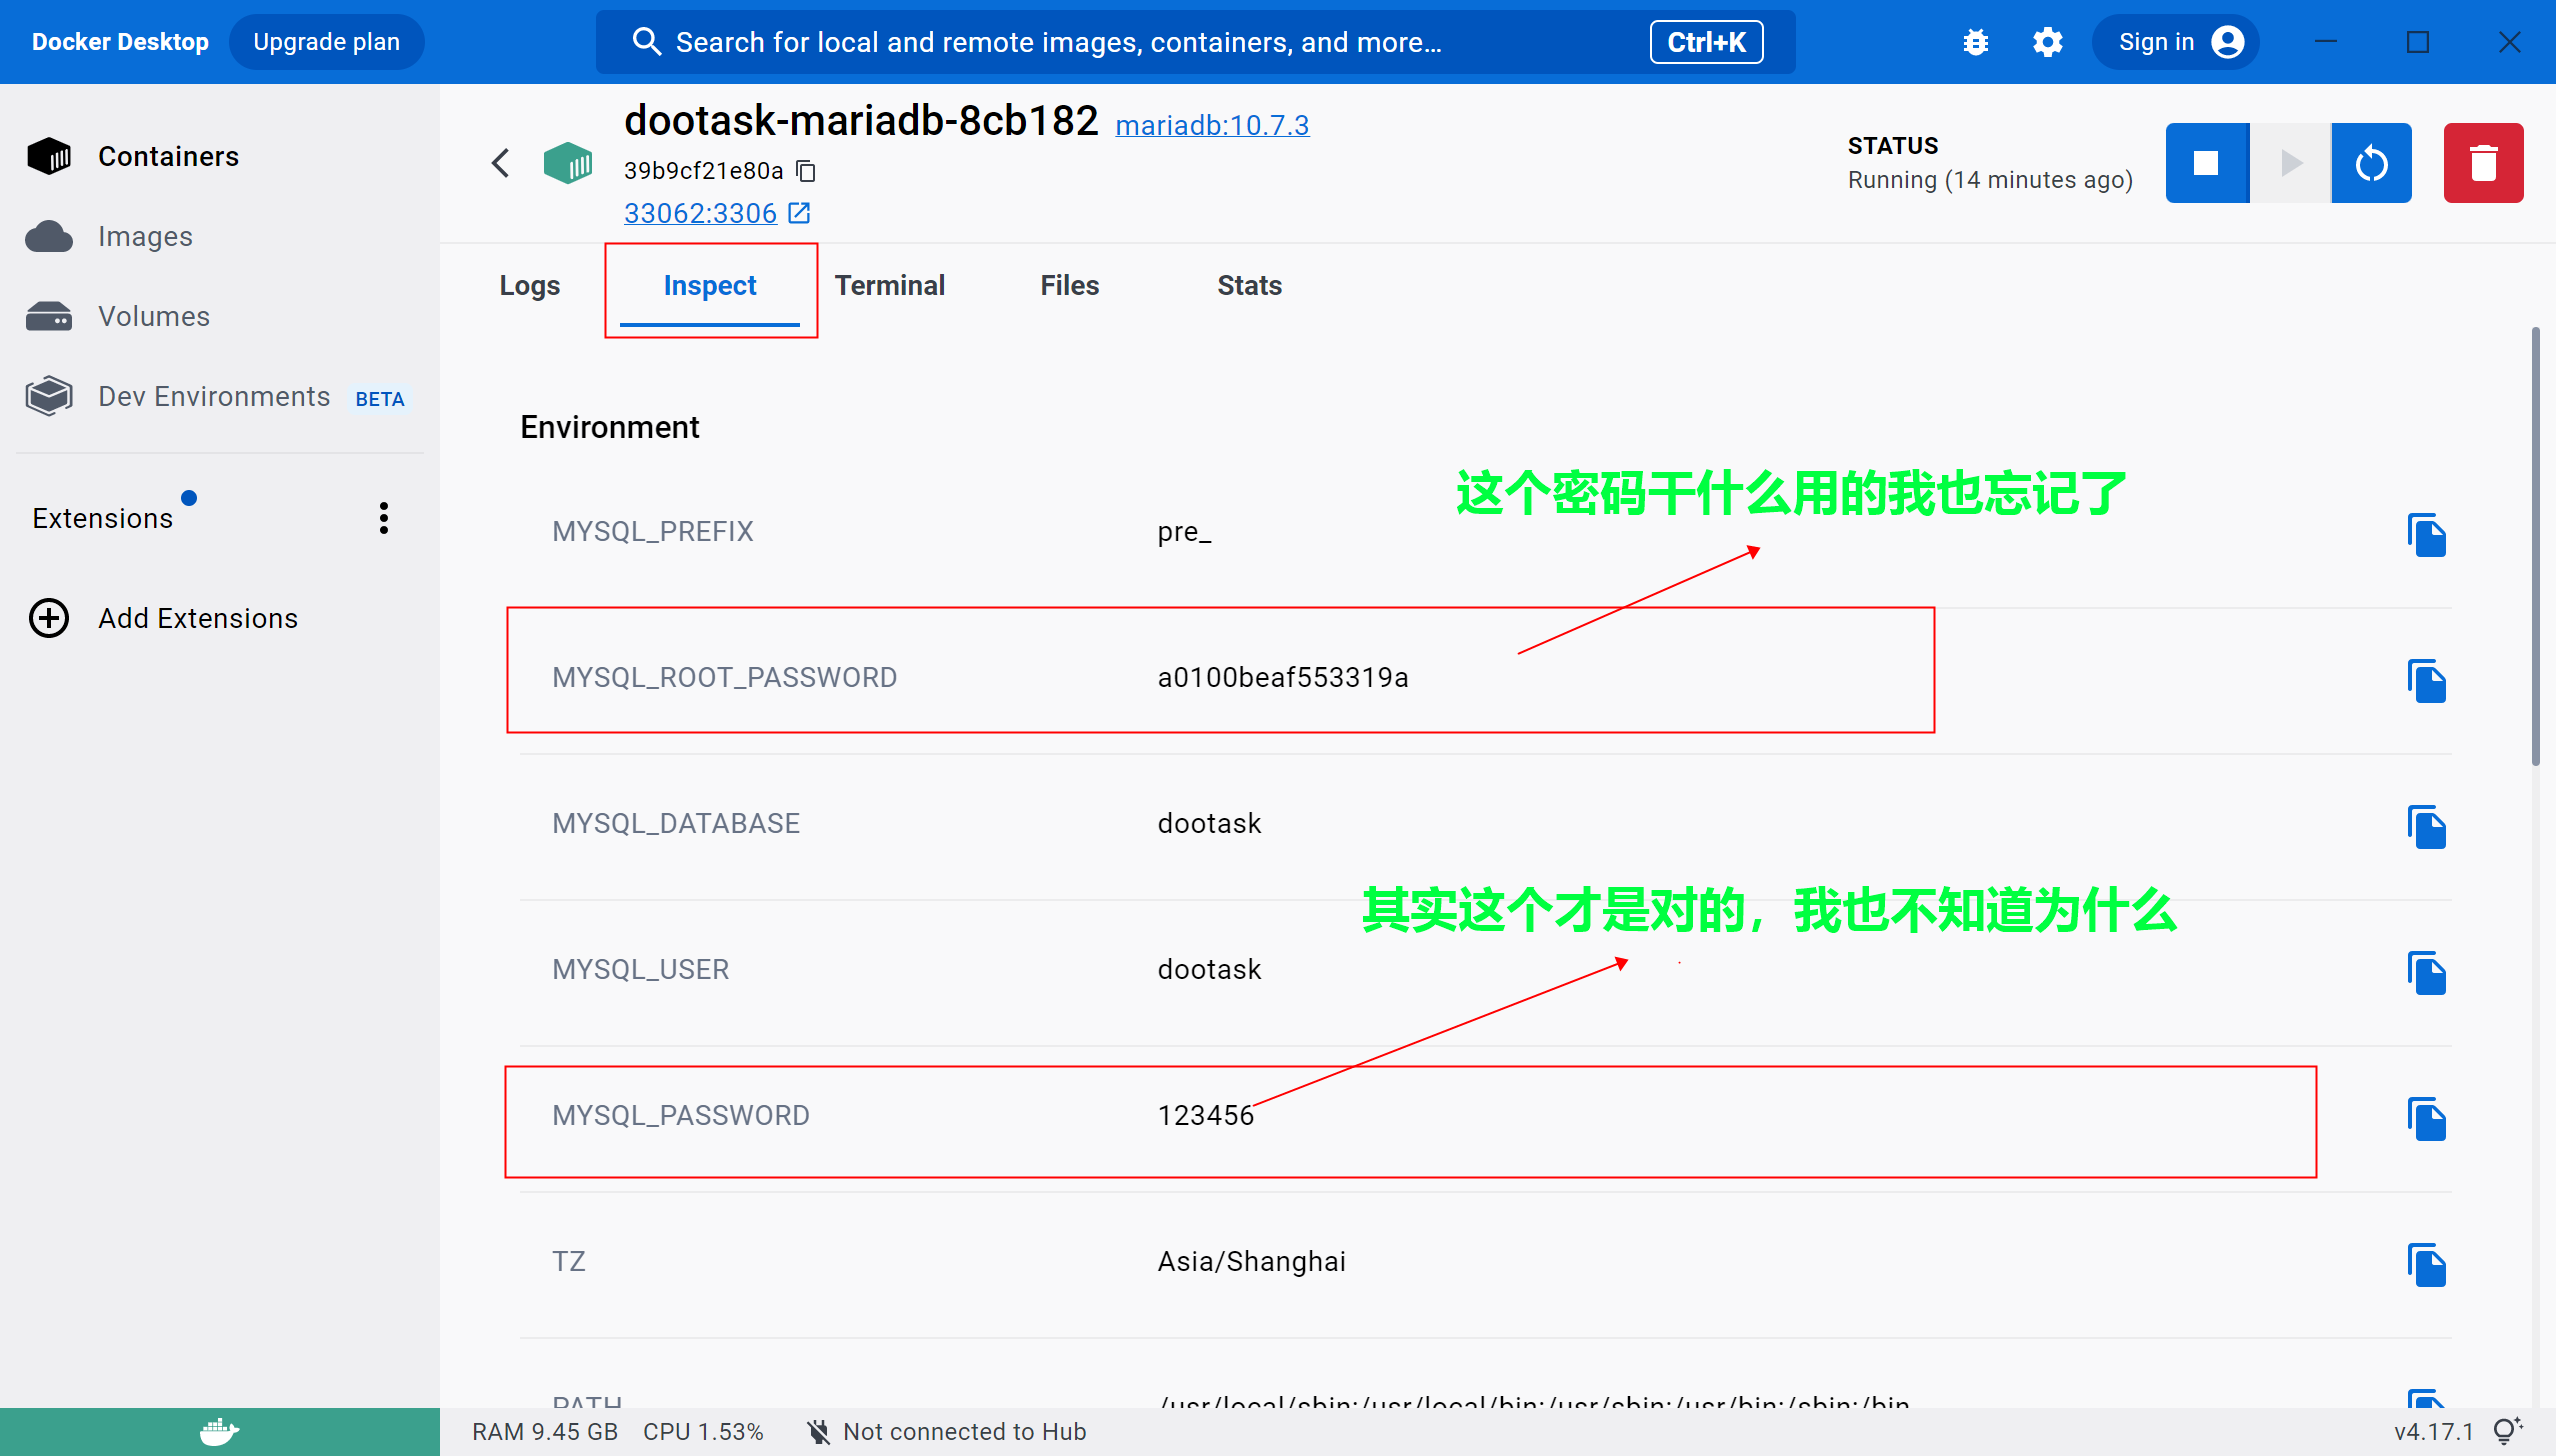 Docker Desktop Upgrade plan Search for local and remote images, containers, and more... Ctrl+K Sign in
Containers
Images
Volumes
Dev Environments BETA
Extensions
Add Extensions
dootask-mariadb-8cb182 mariadb:10.7.3
39b9cf21e80a
33062:3306
STATUS
Running (14 minutes ago)
Logs Inspect Terminal Files Stats
Environment
这个密码干什么用的我也忘记了
MYSQL_PREFIX pre_
MYSQL_ROOT_PASSWORD a0100beaf553319a
MYSQL_DATABASE dootask
其实这个才是对的，我也不知道为什么
MYSQL_USER dootask
MYSQL_PASSWORD 123456
TZ Asia/Shanghai
PATH /usr/local/sbin:/usr/local/bin:/usr/sbin:/usr/bin:/sbin:/bin
RAM 9.45 GB CPU 1.53% Not connected to Hub v4.17.1